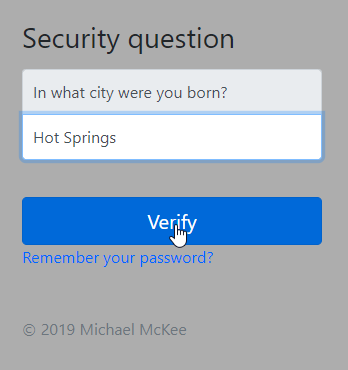 Security question
In what city were you born?
Hot Springs
Verify
Remember your password?
© 2019 Michael McKee